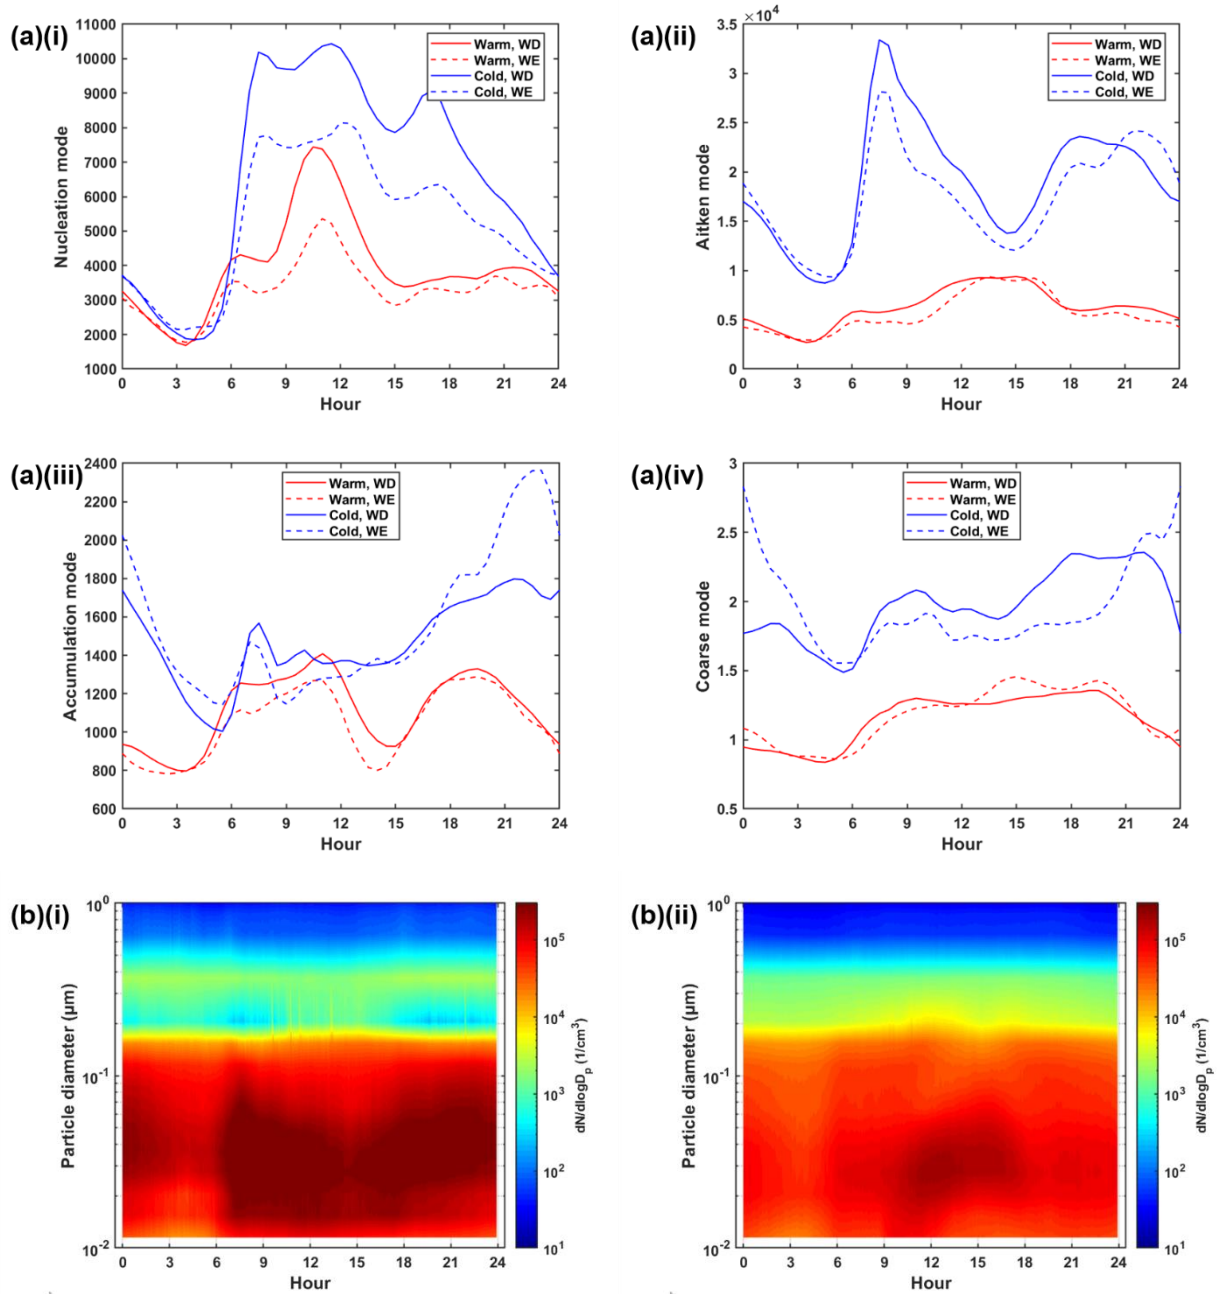 (a)(i)
11000
10000
9000
8000
7000
6000
5000
4000
3000
2000
1000
Nucleation mode
Warm, WD
Warm, WE
Cold, WD
Cold, WE
0 3 6 9 12 15 18 21 24
Hour
(a)(ii)
×10⁴
3.5
3
2.5
2
1.5
1
0.5
0
Aitken mode
Warm, WD
Warm, WE
Cold, WD
Cold, WE
0 3 6 9 12 15 18 21 24
Hour
(a)(iii)
2400
2200
2000
1800
1600
1400
1200
1000
800
600
Accumulation mode
Warm, WD
Warm, WE
Cold, WD
Cold, WE
0 3 6 9 12 15 18 21 24
Hour
(a)(iv)
3
2.5
2
1.5
1
0.5
Coarse mode
Warm, WD
Warm, WE
Cold, WD
Cold, WE
0 3 6 9 12 15 18 21 24
Hour
(b)(i)
10⁰
10⁻¹
10⁻²
Particle diameter (μm)
0 3 6 9 12 15 18 21 24
Hour
10⁵
10⁴
10³
10²
10¹
dN/dlogDₚ (1/cm³)
(b)(ii)
10⁰
10⁻¹
10⁻²
Particle diameter (μm)
0 3 6 9 12 15 18 21 24
Hour
10⁵
10⁴
10³
10²
10¹
dN/dlogDₚ (1/cm³)